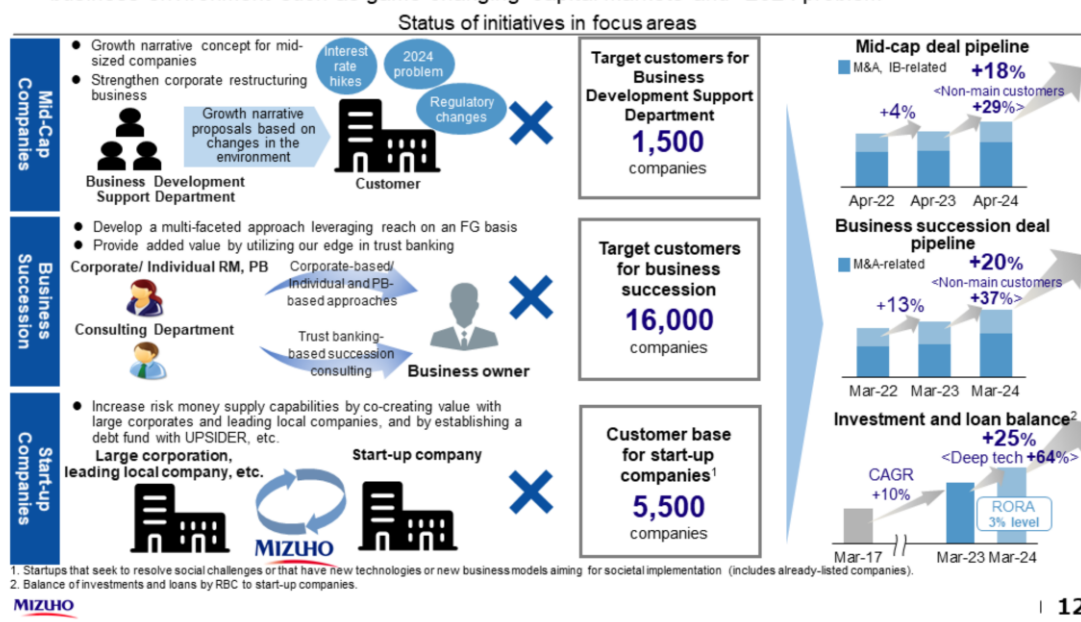 Status of initiatives in focus areas
Mid-Cap
Companies
● Growth narrative concept for mid-
sized companies
● Strengthen corporate restructuring
business
Growth narrative
proposals based on
changes in the
environment
Business Development
Support Department
Interest
rate
hikes
2024
problem
Regulatory
changes
Customer
Target customers for
Business
Development Support
Department
1,500
companies
Mid-cap deal pipeline
M&A, IB-related
+18%
<Non-main customers
+29%>
+4%
Apr-22 Apr-23 Apr-24
Business
Succession
● Develop a multi-faceted approach leveraging reach on an FG basis
● Provide added value by utilizing our edge in trust banking
Corporate/ Individual RM, PB
Corporate-based/
Individual and PB-
based approaches
Consulting Department
Trust banking-
based succession
consulting
Business owner
Target customers
for business
succession
16,000
companies
Business succession deal
pipeline
M&A-related
+20%
<Non-main customers
+37%>
+13%
Mar-22 Mar-23 Mar-24
Start-up
Companies
● Increase risk money supply capabilities by co-creating value with
large corporates and leading local companies, and by establishing a
debt fund with UPSIDER, etc.
Large corporation,
leading local company, etc.
Start-up company
MIZUHO
Customer base
for start-up
companies1
5,500
companies
Investment and loan balance2
+25%
<Deep tech +64%>
CAGR
+10%
RORA
3% level
Mar-17 Mar-23 Mar-24
1. Startups that seek to resolve social challenges or that have new technologies or new business models aiming for societal implementation (includes already-listed companies).
2. Balance of investments and loans by RBC to start-up companies.
MIZUHO
12